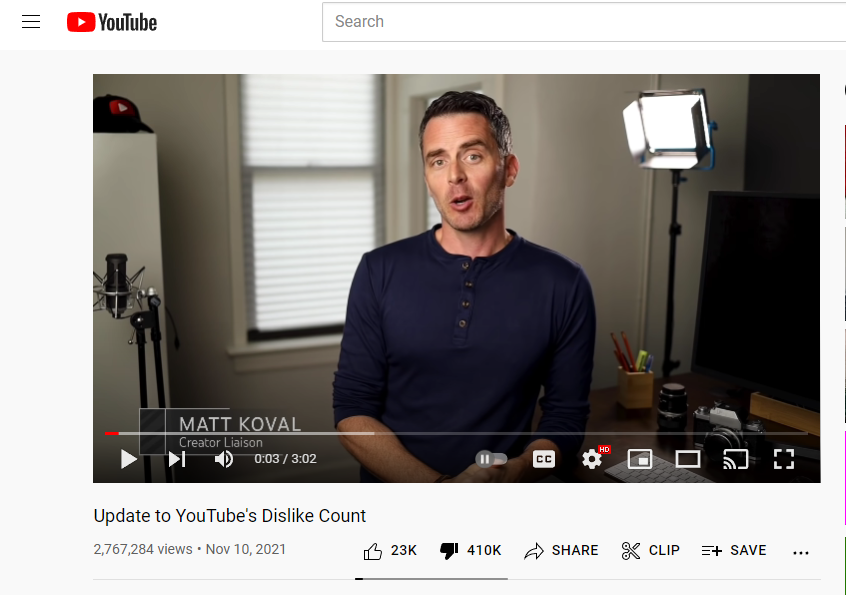 YouTube
Search
MATT KOVAL
Creator Liaison
HD
0:03 / 3:02
CC
Update to YouTube's Dislike Count
2,767,284 views • Nov 10, 2021
23K
410K
SHARE
CLIP
SAVE